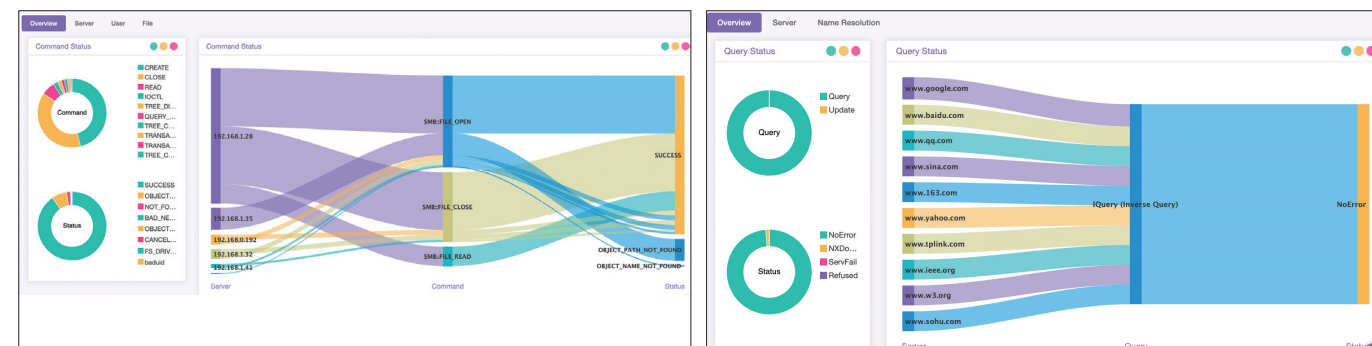 Overview Server User File
Command Status
Command
CREATE
CLOSE
READ
IOCTL
TREE_DI...
QUERY_...
TREE_C...
TRANSA...
TRANSA...
TREE_C...
Status
SUCCESS
OBJECT...
NOT_FO...
BAD_NE...
OBJECT...
CANCEL...
FS_DRIV...
baduid
Command Status
192.168.1.28
192.168.1.35
192.168.0.192
192.168.1.32
192.168.1.41
SMB::FILE_OPEN
SMB::FILE_CLOSE
SMB::FILE_READ
SUCCESS
OBJECT_PATH_NOT_FOUND
OBJECT_NAME_NOT_FOUND
Server Command Status
Overview Server Name Resolution
Query Status
Query
Query
Update
Status
NoError
NXDo...
ServFail
Refused
Query Status
www.google.com
www.baidu.com
www.qq.com
www.sina.com
www.163.com
www.yahoo.com
www.tplink.com
www.ieee.org
www.w3.org
www.sohu.com
IQuery (Inverse Query)
NoError
Server Query Status